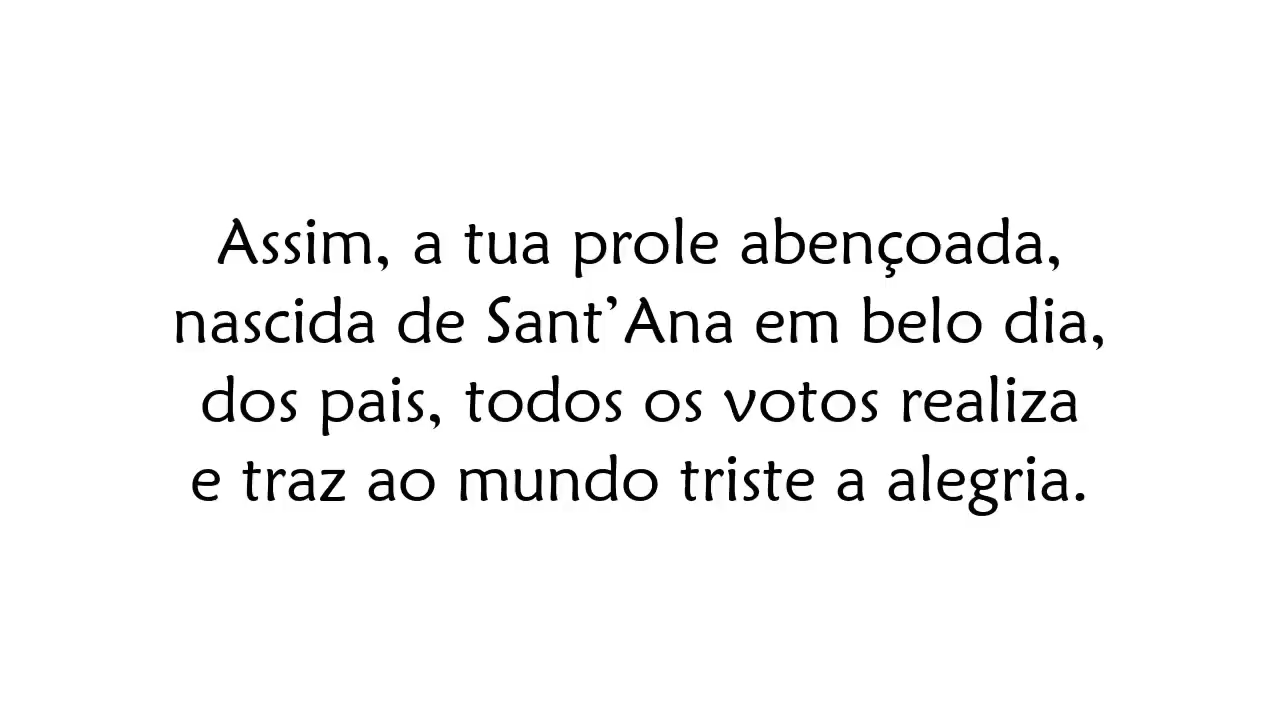 Assim, a tua prole abençoada,
nascida de Sant’Ana em belo dia,
dos pais, todos os votos realiza
e traz ao mundo triste a alegria.